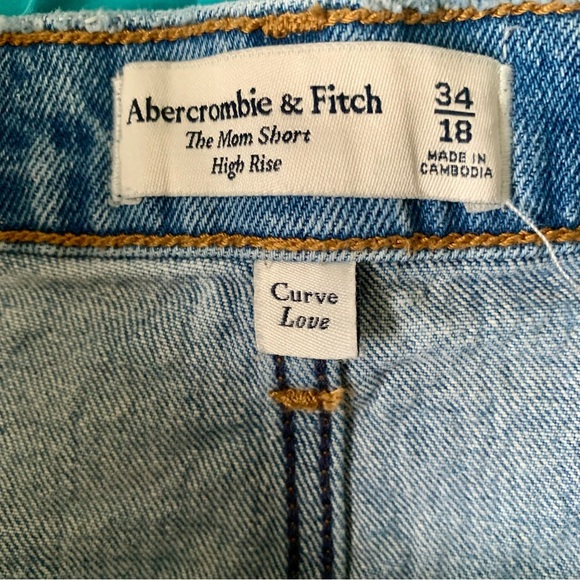 Abercrombie & Fitch
The Mom Short
High Rise
34
18
MADE IN
CAMBODIA
Curve
Love